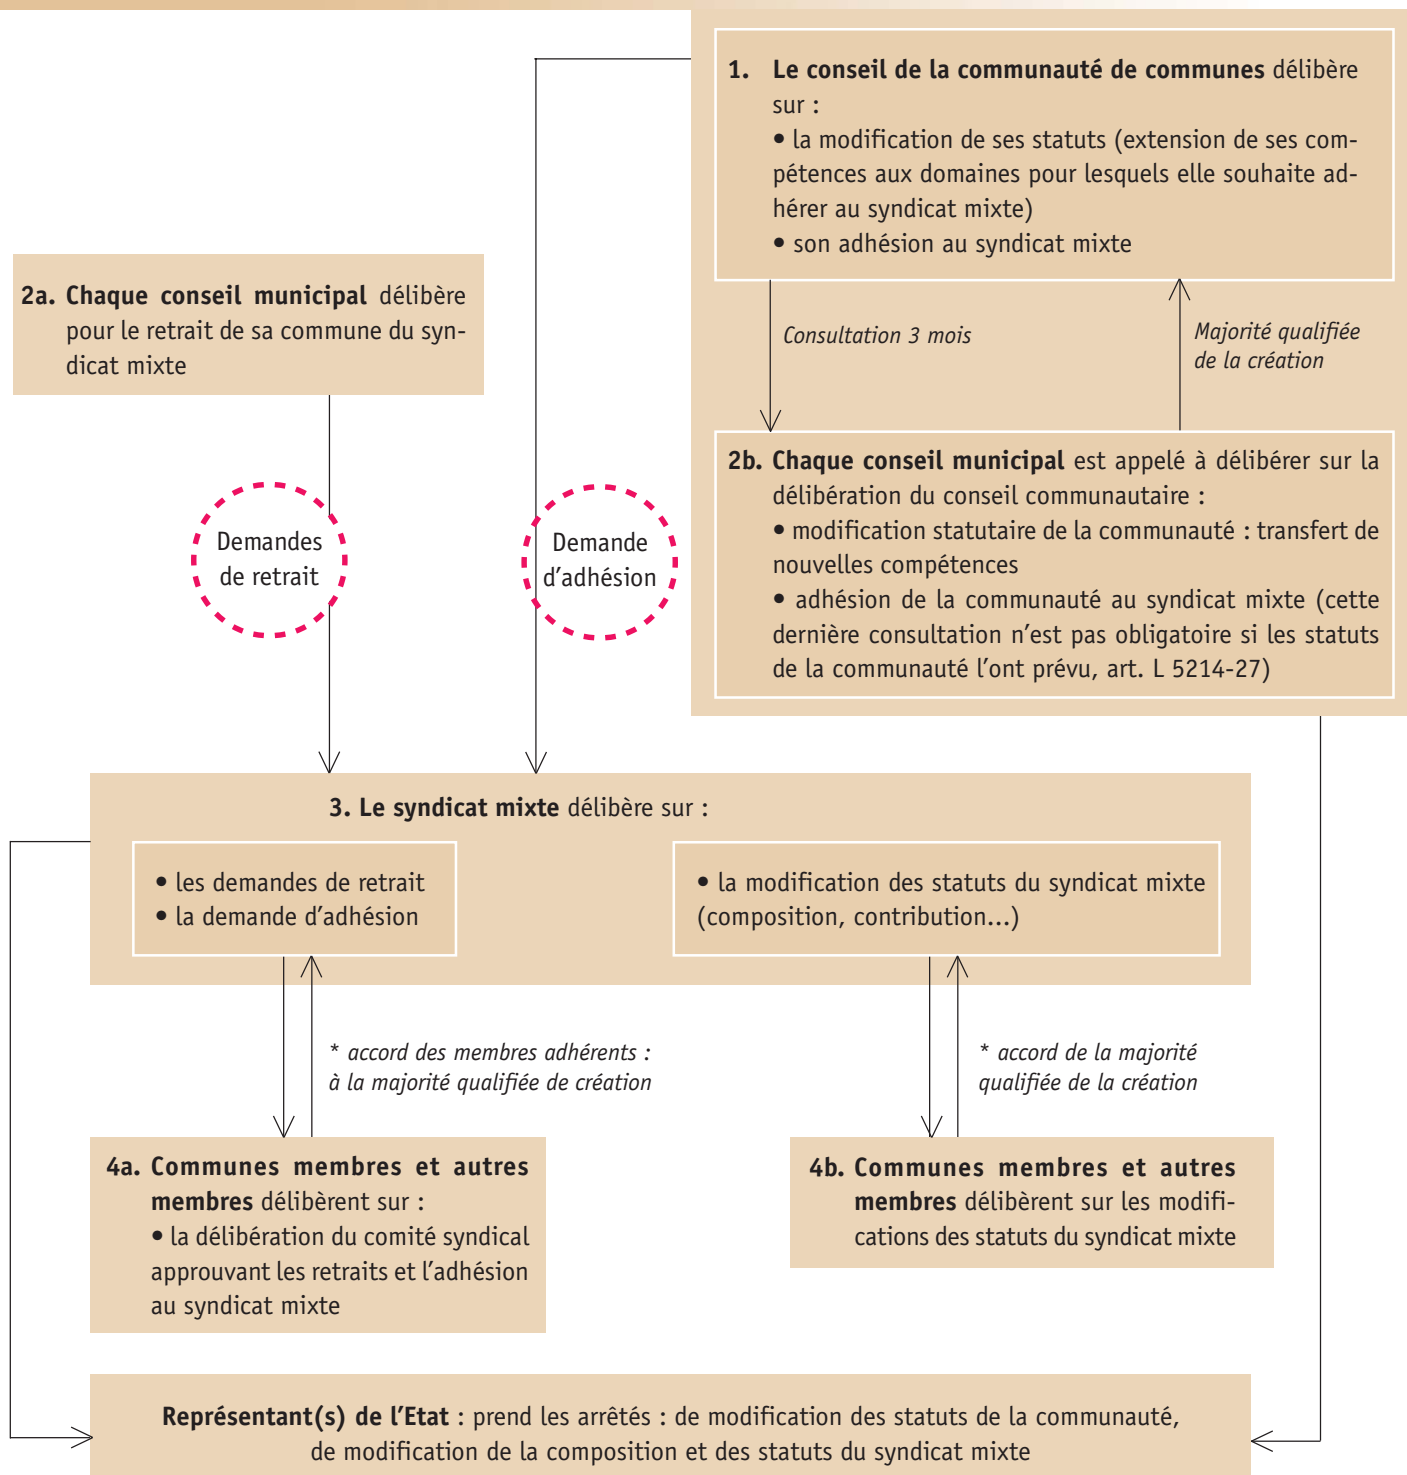 1. Le conseil de la communauté de communes délibère
sur :
• la modification de ses statuts (extension de ses com-
pétences aux domaines pour lesquels elle souhaite ad-
hérer au syndicat mixte)
• son adhésion au syndicat mixte
2a. Chaque conseil municipal délibère
pour le retrait de sa commune du syn-
dicat mixte
Consultation 3 mois
Majorité qualifiée
de la création
2b. Chaque conseil municipal est appelé à délibérer sur la
délibération du conseil communautaire :
• modification statutaire de la communauté : transfert de
nouvelles compétences
• adhésion de la communauté au syndicat mixte (cette
dernière consultation n'est pas obligatoire si les statuts
de la communauté l'ont prévu, art. L 5214-27)
Demandes
de retrait
Demande
d'adhésion
3. Le syndicat mixte délibère sur :
• les demandes de retrait
• la demande d'adhésion
• la modification des statuts du syndicat mixte
(composition, contribution...)
* accord des membres adhérents :
à la majorité qualifiée de création
* accord de la majorité
qualifiée de la création
4a. Communes membres et autres
membres délibèrent sur :
• la délibération du comité syndical
approuvant les retraits et l'adhésion
au syndicat mixte
4b. Communes membres et autres
membres délibèrent sur les modifi-
cations des statuts du syndicat mixte
Représentant(s) de l'Etat : prend les arrêtés : de modification des statuts de la communauté,
de modification de la composition et des statuts du syndicat mixte